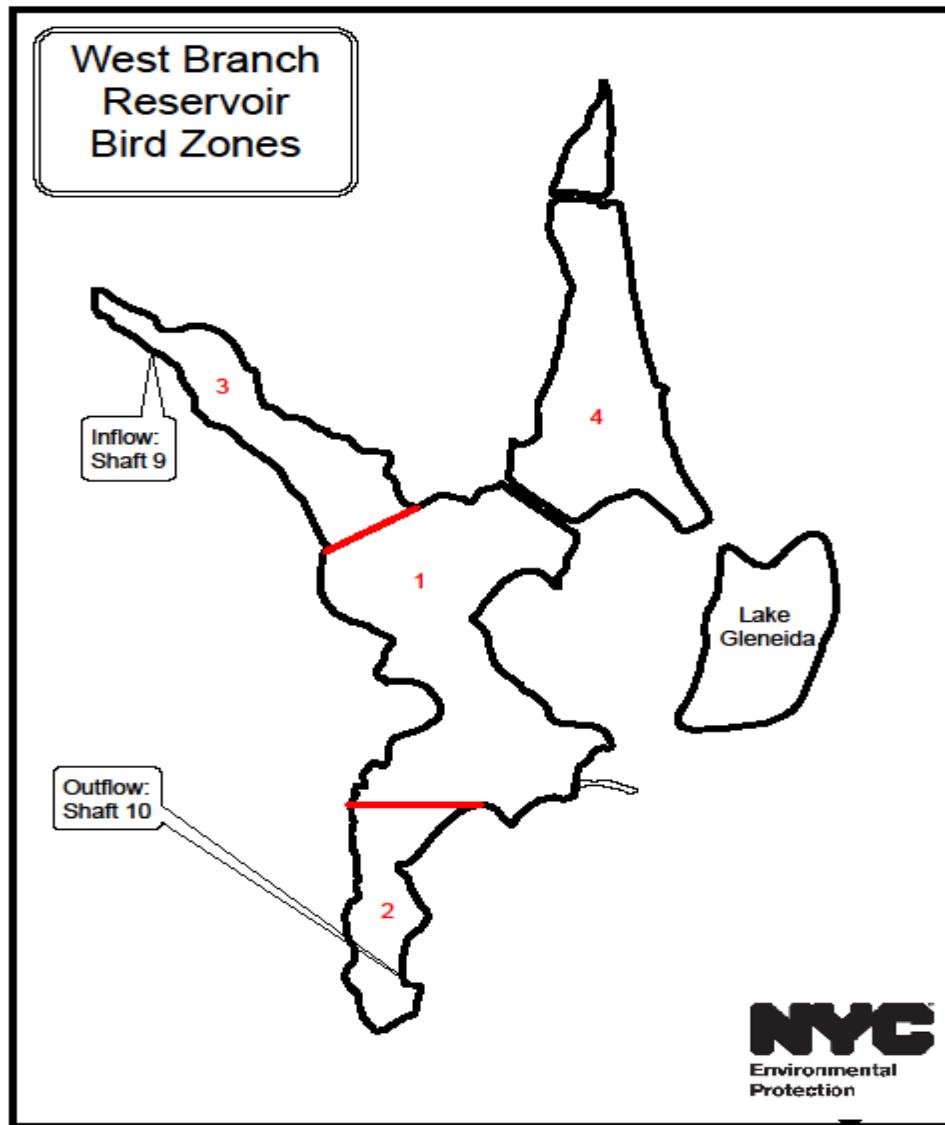 West Branch
Reservoir
Bird Zones
3
4
Inflow:
Shaft 9
1
Lake
Gleneida
Outflow:
Shaft 10
2
NYC
Environmental
Protection